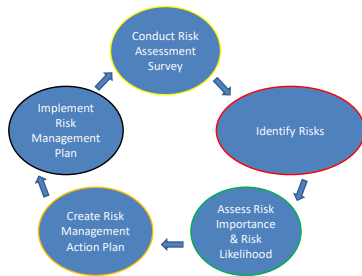 Conduct Risk
Assessment
Survey
Identify Risks
Assess Risk
Importance
& Risk
Likelihood
Create Risk
Management
Action Plan
Implement
Risk
Management
Plan